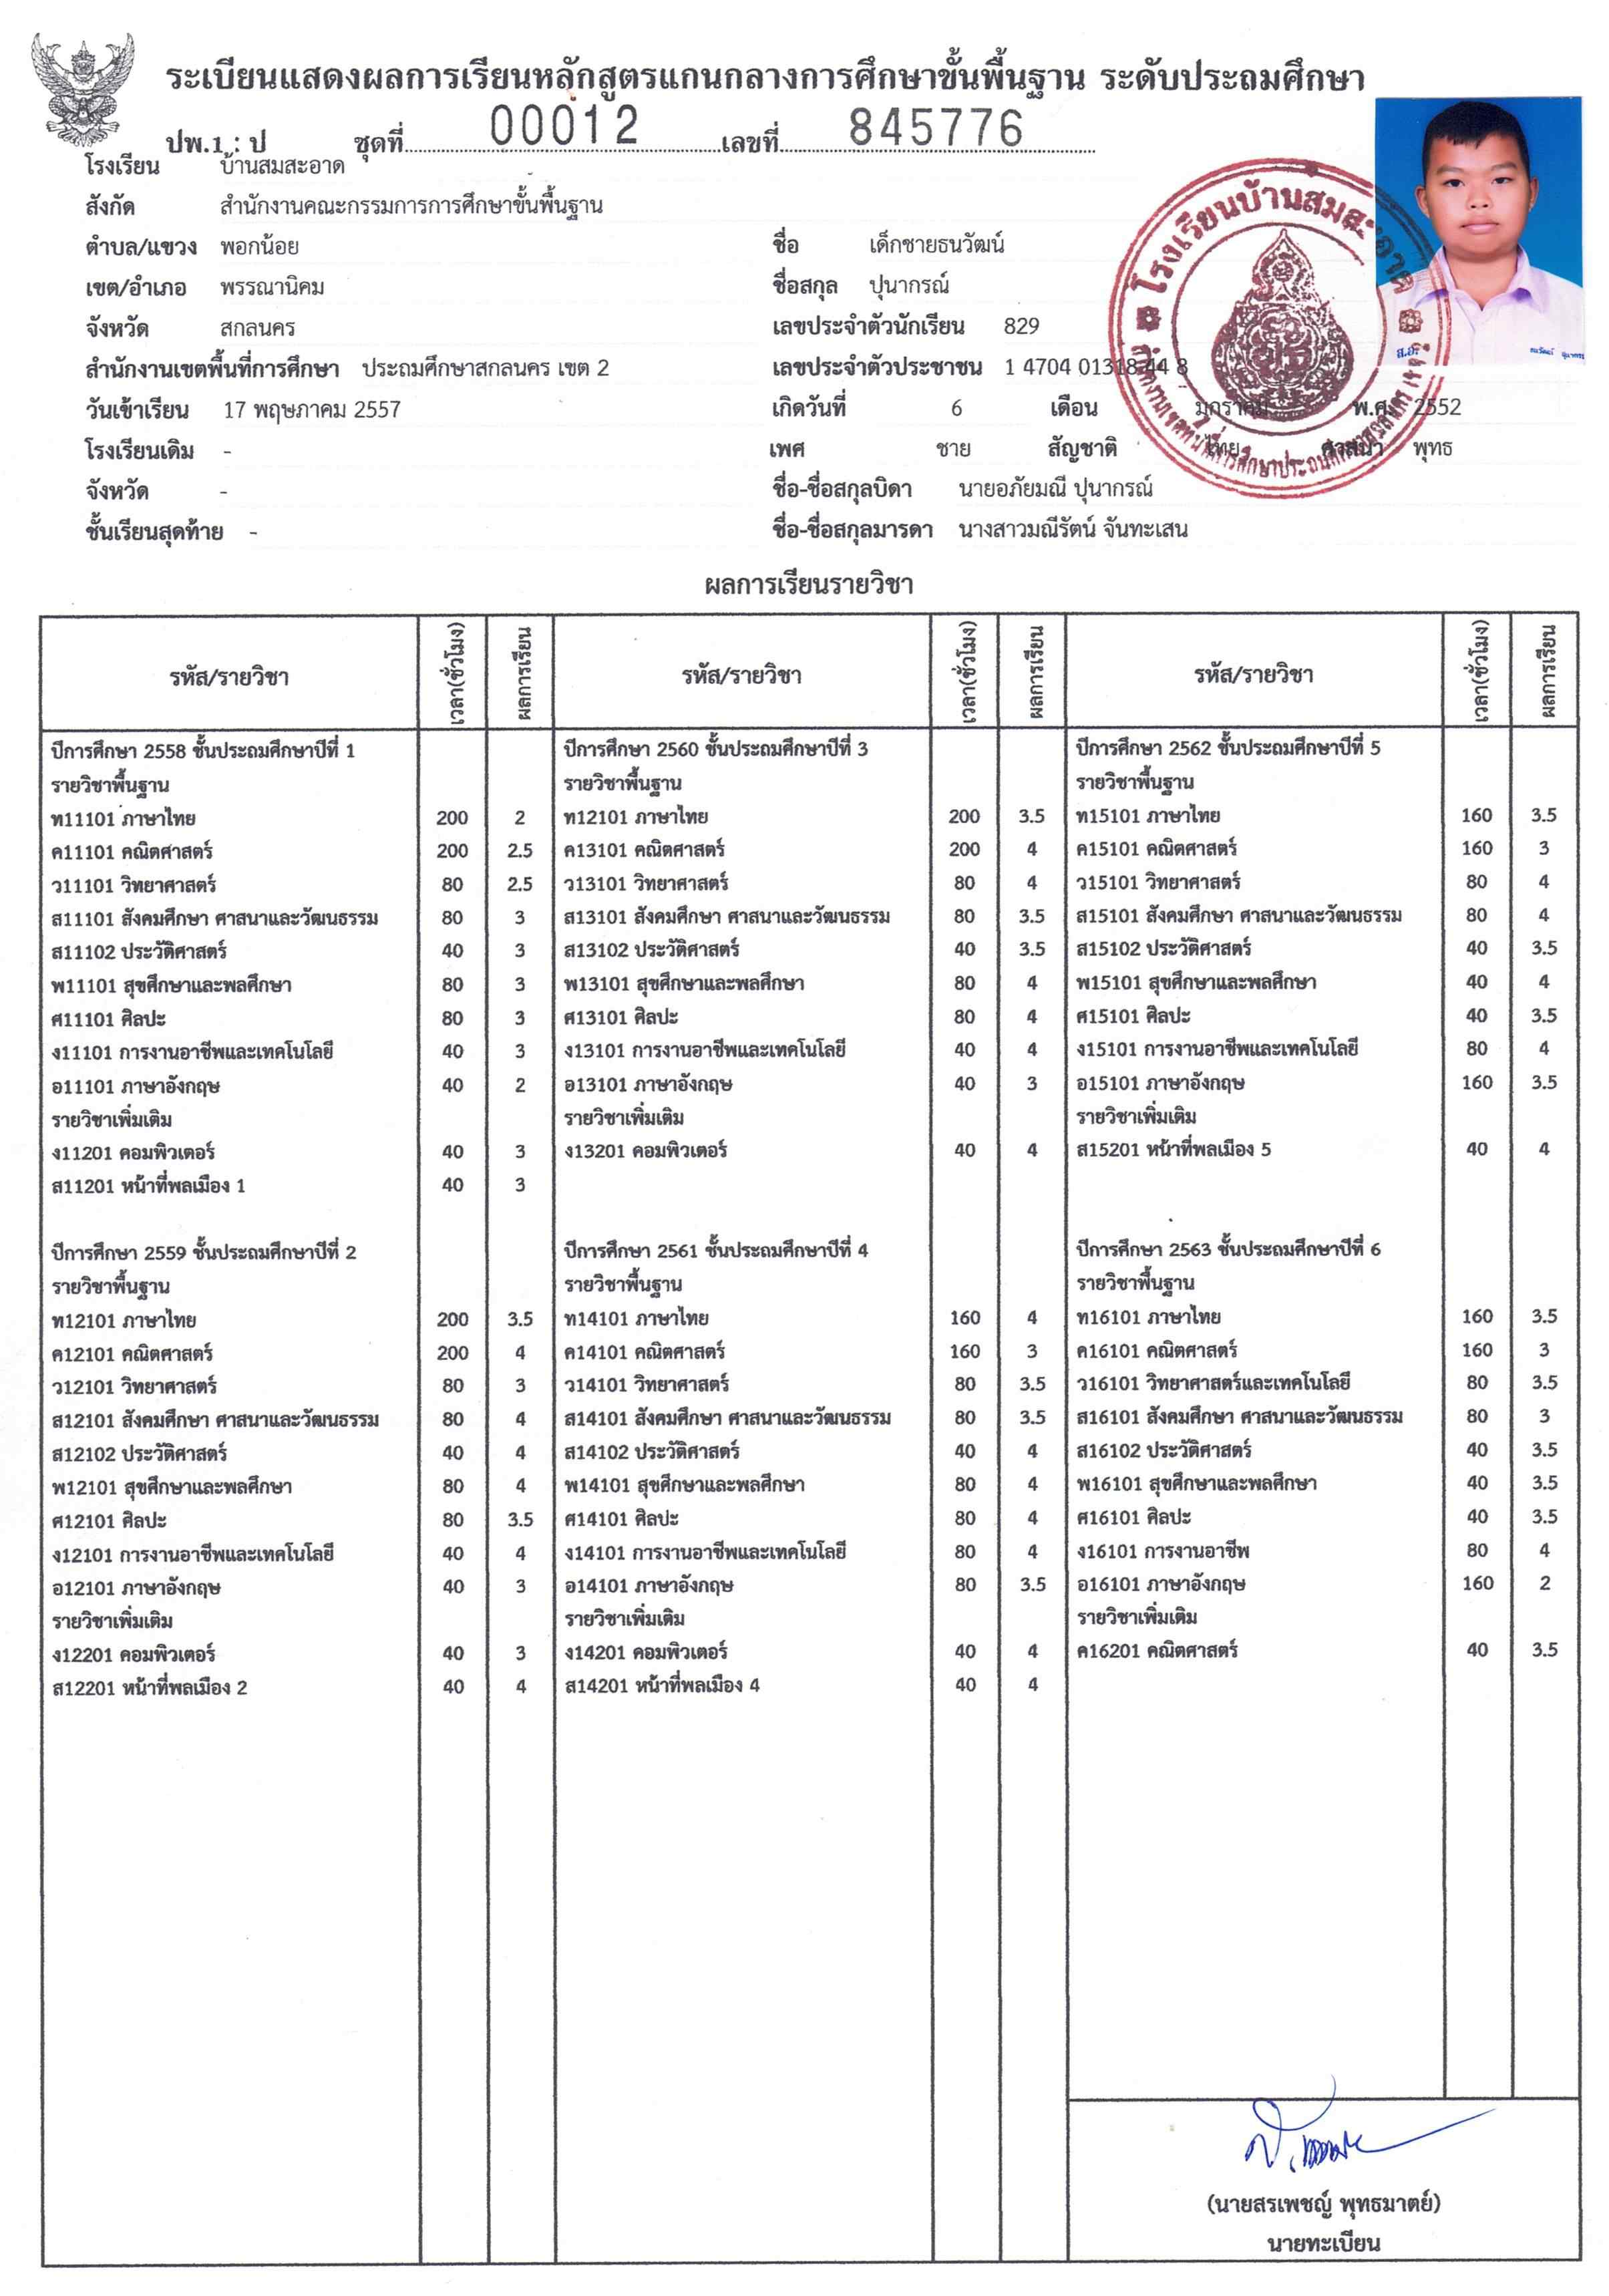 ระเบียนแสดงผลการเรียนหลักสูตรแกนกลางการศึกษาขั้นพื้นฐาน ระดับประถมศึกษา
ปพ.1 : ป ชุดที่ 00012 เลขที่ 845776
โรงเรียน บ้านสมสะอาด
สังกัด สำนักงานคณะกรรมการการศึกษาขั้นพื้นฐาน
ตำบล/แขวง พอกน้อย
เขต/อำเภอ พรรณานิคม
จังหวัด สกลนคร
สำนักงานเขตพื้นที่การศึกษา ประถมศึกษาสกลนคร เขต 2
วันเข้าเรียน 17 พฤษภาคม 2557
โรงเรียนเดิม -
จังหวัด -
ชั้นเรียนสุดท้าย -
ชื่อ เด็กชายธนวัฒน์
ชื่อสกุล ปุนากรณ์
เลขประจำตัวนักเรียน 829
เลขประจำตัวประชาชน 1 4704 01318 44 8
เกิดวันที่ 6 เดือน มกราคม พ.ศ. 2552
เพศ ชาย สัญชาติ ไทย ศาสนา พุทธ
ชื่อ-ชื่อสกุลบิดา นายอภัยมณี ปุนากรณ์
ชื่อ-ชื่อสกุลมารดา นางสาวมณีรัตน์ จันทะเสน
โรงเรียนบ้านสมสะอาด
ส.อ.
ผลการเรียนรายวิชา
รหัส/รายวิชา เวลา(ชั่วโมง) ผลการเรียน
ปีการศึกษา 2558 ชั้นประถมศึกษาปีที่ 1
รายวิชาพื้นฐาน
ท11101 ภาษาไทย 200 2
ค11101 คณิตศาสตร์ 200 2.5
ว11101 วิทยาศาสตร์ 80 2.5
ส11101 สังคมศึกษา ศาสนาและวัฒนธรรม 80 3
ส11102 ประวัติศาสตร์ 40 3
พ11101 สุขศึกษาและพลศึกษา 80 3
ศ11101 ศิลปะ 80 3
ง11101 การงานอาชีพและเทคโนโลยี 40 3
อ11101 ภาษาอังกฤษ 40 2
รายวิชาเพิ่มเติม
ง11201 คอมพิวเตอร์ 40 3
ส11201 หน้าที่พลเมือง 1 40 3
ปีการศึกษา 2559 ชั้นประถมศึกษาปีที่ 2
รายวิชาพื้นฐาน
ท12101 ภาษาไทย 200 3.5
ค12101 คณิตศาสตร์ 200 4
ว12101 วิทยาศาสตร์ 80 3
ส12101 สังคมศึกษา ศาสนาและวัฒนธรรม 80 4
ส12102 ประวัติศาสตร์ 40 4
พ12101 สุขศึกษาและพลศึกษา 80 4
ศ12101 ศิลปะ 80 3.5
ง12101 การงานอาชีพและเทคโนโลยี 40 4
อ12101 ภาษาอังกฤษ 40 3
รายวิชาเพิ่มเติม
ง12201 คอมพิวเตอร์ 40 3
ส12201 หน้าที่พลเมือง 2 40 4
รหัส/รายวิชา เวลา(ชั่วโมง) ผลการเรียน
ปีการศึกษา 2560 ชั้นประถมศึกษาปีที่ 3
รายวิชาพื้นฐาน
ท12101 ภาษาไทย 200 3.5
ค13101 คณิตศาสตร์ 200 4
ว13101 วิทยาศาสตร์ 80 4
ส13101 สังคมศึกษา ศาสนาและวัฒนธรรม 80 3.5
ส13102 ประวัติศาสตร์ 40 3.5
พ13101 สุขศึกษาและพลศึกษา 80 4
ศ13101 ศิลปะ 80 4
ง13101 การงานอาชีพและเทคโนโลยี 40 4
อ13101 ภาษาอังกฤษ 40 3
รายวิชาเพิ่มเติม
ง13201 คอมพิวเตอร์ 40 4
ปีการศึกษา 2561 ชั้นประถมศึกษาปีที่ 4
รายวิชาพื้นฐาน
ท14101 ภาษาไทย 160 4
ค14101 คณิตศาสตร์ 160 3
ว14101 วิทยาศาสตร์ 80 3.5
ส14101 สังคมศึกษา ศาสนาและวัฒนธรรม 80 3.5
ส14102 ประวัติศาสตร์ 40 4
พ14101 สุขศึกษาและพลศึกษา 80 4
ศ14101 ศิลปะ 80 4
ง14101 การงานอาชีพและเทคโนโลยี 80 4
อ14101 ภาษาอังกฤษ 80 3.5
รายวิชาเพิ่มเติม
ง14201 คอมพิวเตอร์ 40 4
ส14201 หน้าที่พลเมือง 4 40 4
รหัส/รายวิชา เวลา(ชั่วโมง) ผลการเรียน
ปีการศึกษา 2562 ชั้นประถมศึกษาปีที่ 5
รายวิชาพื้นฐาน
ท15101 ภาษาไทย 160 3.5
ค15101 คณิตศาสตร์ 160 3
ว15101 วิทยาศาสตร์ 80 4
ส15101 สังคมศึกษา ศาสนาและวัฒนธรรม 80 4
ส15102 ประวัติศาสตร์ 40 3.5
พ15101 สุขศึกษาและพลศึกษา 40 4
ศ15101 ศิลปะ 40 3.5
ง15101 การงานอาชีพและเทคโนโลยี 80 4
อ15101 ภาษาอังกฤษ 160 3.5
รายวิชาเพิ่มเติม
ส15201 หน้าที่พลเมือง 5 40 4
ปีการศึกษา 2563 ชั้นประถมศึกษาปีที่ 6
รายวิชาพื้นฐาน
ท16101 ภาษาไทย 160 3.5
ค16101 คณิตศาสตร์ 160 3
ว16101 วิทยาศาสตร์และเทคโนโลยี 80 3.5
ส16101 สังคมศึกษา ศาสนาและวัฒนธรรม 80 3
ส16102 ประวัติศาสตร์ 40 3.5
พ16101 สุขศึกษาและพลศึกษา 40 3.5
ศ16101 ศิลปะ 40 3.5
ง16101 การงานอาชีพ 80 4
อ16101 ภาษาอังกฤษ 160 2
รายวิชาเพิ่มเติม
ค16201 คณิตศาสตร์ 40 3.5
(นายสรเพชญ์ พุทธมาตย์)
นายทะเบียน